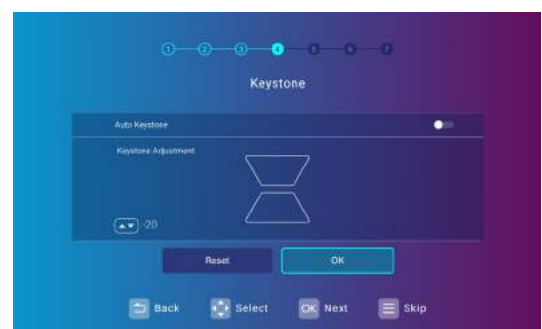 1 2 3 4 5 6 7
Keystone
Auto Keystone
Keystone Adjustment
-20
Reset OK
Back Select OK Next Skip